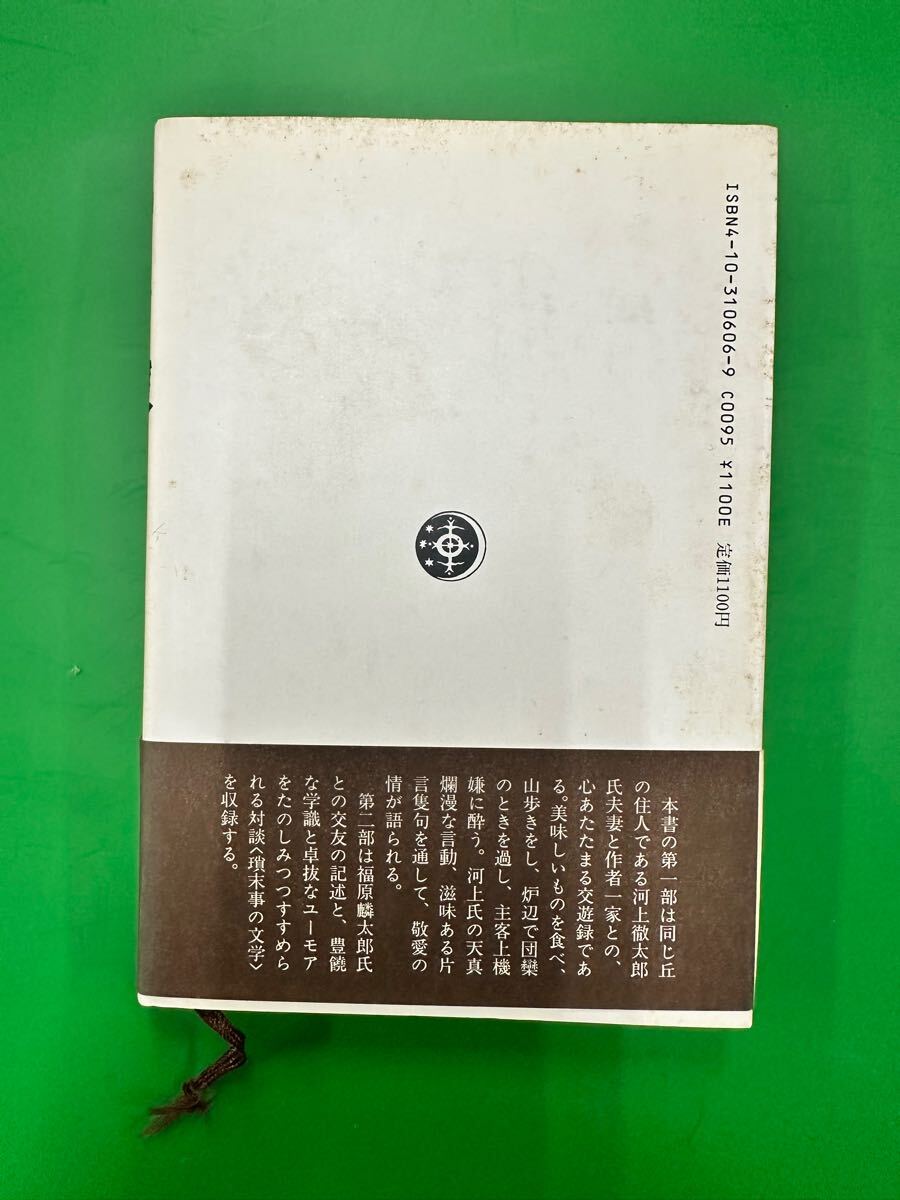 ISBN4-10-310606-9 C0095 ¥1100E 定価1100円
本書の第一部は同じ丘
の住人である河上徹太郎
氏夫妻と作者一家との、
心あたたまる交遊録であ
る。美味しいものを食べ、
山歩きをし、炉辺で団欒
のときを過し、主客上機
嫌に酔う。河上氏の天真
爛漫な言動、滋味ある片
言隻句を通して、敬愛の
情が語られる。
第二部は福原麟太郎氏
との交友の記述と、豊饒
な学識と卓抜なユーモア
をたのしみつつすすめら
れる対談〈瑣末事の文学〉
を収録する。